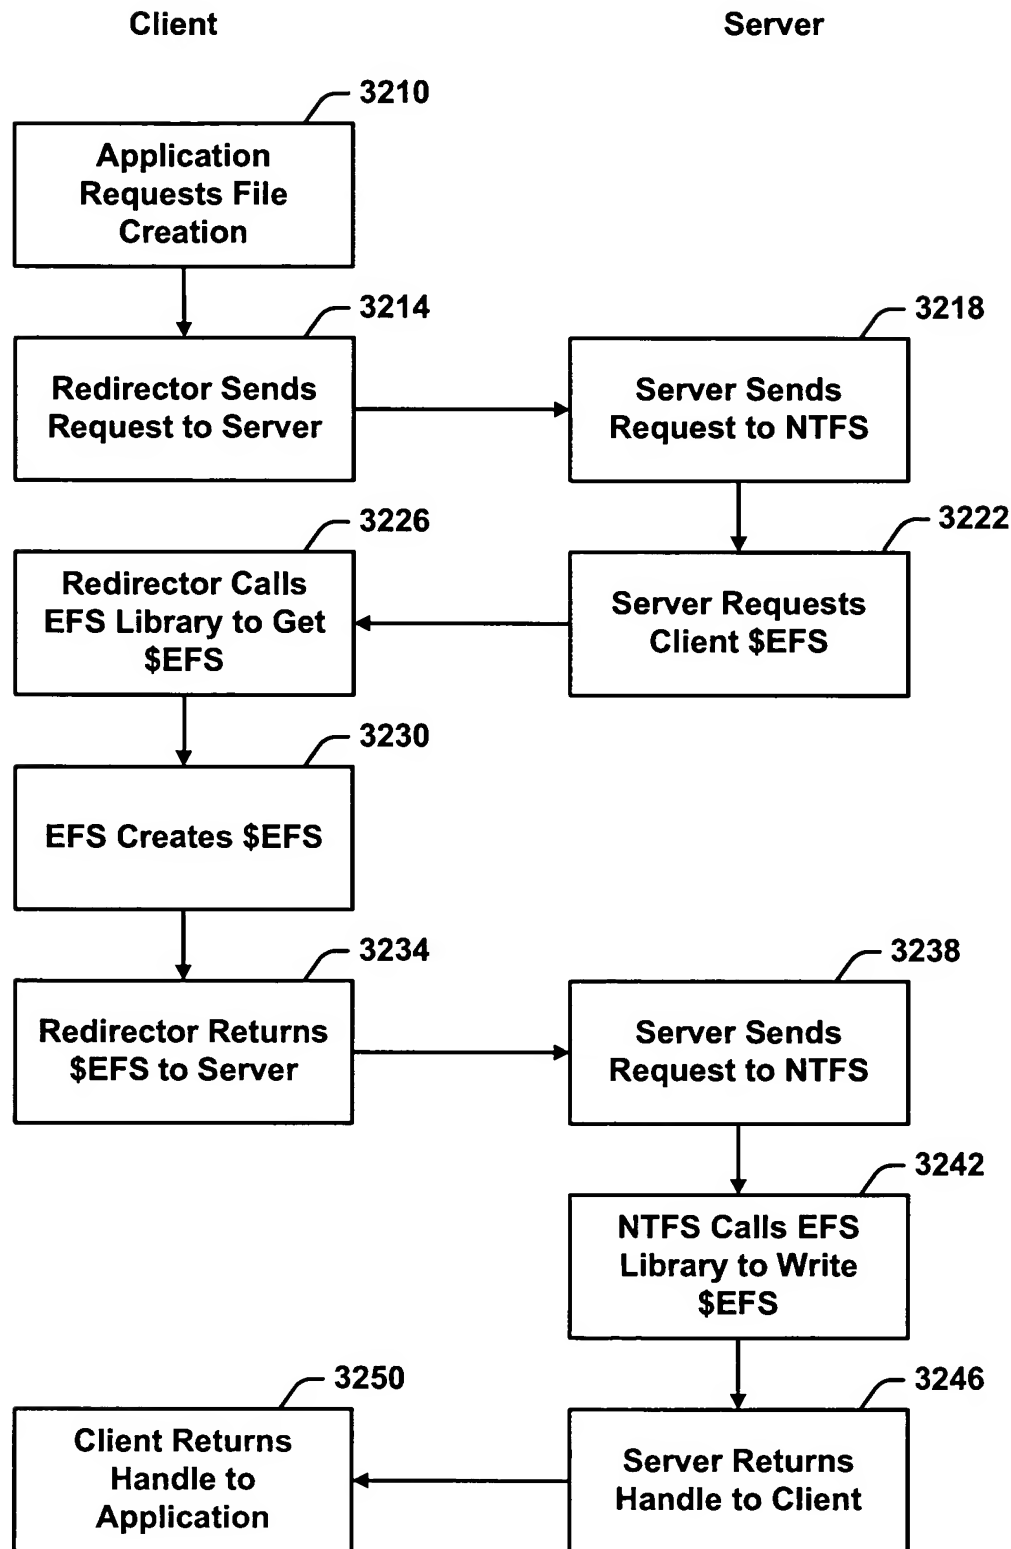 Client
Server
3210
Application
Requests File
Creation
3214
Redirector Sends
Request to Server
3218
Server Sends
Request to NTFS
3222
Server Requests
Client $EFS
3226
Redirector Calls
EFS Library to Get
$EFS
3230
EFS Creates $EFS
3234
Redirector Returns
$EFS to Server
3238
Server Sends
Request to NTFS
3242
NTFS Calls EFS
Library to Write
$EFS
3246
Server Returns
Handle to Client
3250
Client Returns
Handle to
Application